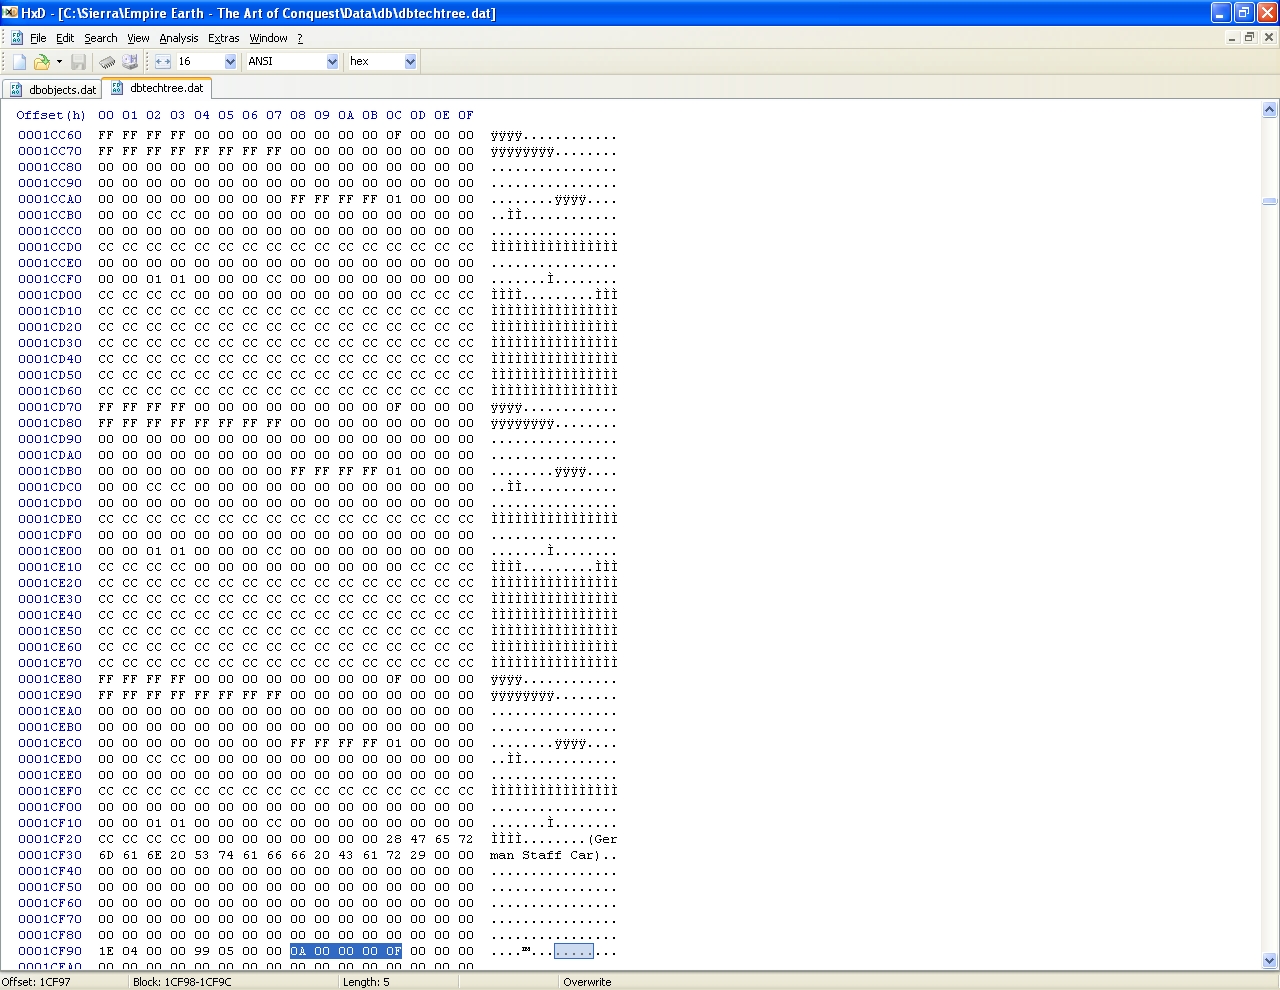 HxD - [C:\Sierra\Empire Earth - The Art of Conquest\Data\db\dbtechtree.dat]
File Edit Search View Analysis Extras Window ?
16 ANSI hex
dbobjects.dat dbtechtree.dat
Offset(h) 00 01 02 03 04 05 06 07 08 09 0A 0B 0C 0D 0E 0F
0001CC60 FF FF FF FF 00 00 00 00 00 00 00 00 0F 00 00 00 ÿÿÿÿ............
0001CC70 FF FF FF FF FF FF FF FF 00 00 00 00 00 00 00 00 ÿÿÿÿÿÿÿÿ........
0001CC80 00 00 00 00 00 00 00 00 00 00 00 00 00 00 00 00 ................
0001CC90 00 00 00 00 00 00 00 00 00 00 00 00 00 00 00 00 ................
0001CCA0 00 00 00 00 00 00 00 00 FF FF FF FF 01 00 00 00 ........ÿÿÿÿ....
0001CCB0 00 00 CC CC 00 00 00 00 00 00 00 00 00 00 00 00 ..ÌÌ............
0001CCC0 00 00 00 00 00 00 00 00 00 00 00 00 00 00 00 00 ................
0001CCD0 CC CC CC CC CC CC CC CC CC CC CC CC CC CC CC CC ÌÌÌÌÌÌÌÌÌÌÌÌÌÌÌÌ
0001CCE0 00 00 00 00 00 00 00 00 00 00 00 00 00 00 00 00 ................
0001CCF0 00 00 01 01 00 00 00 CC 00 00 00 00 00 00 00 00 .......Ì........
0001CD00 CC CC CC CC 00 00 00 00 00 00 00 00 00 CC CC CC ÌÌÌÌ.........ÌÌÌ
0001CD10 CC CC CC CC CC CC CC CC CC CC CC CC CC CC CC CC ÌÌÌÌÌÌÌÌÌÌÌÌÌÌÌÌ
0001CD20 CC CC CC CC CC CC CC CC CC CC CC CC CC CC CC CC ÌÌÌÌÌÌÌÌÌÌÌÌÌÌÌÌ
0001CD30 CC CC CC CC CC CC CC CC CC CC CC CC CC CC CC CC ÌÌÌÌÌÌÌÌÌÌÌÌÌÌÌÌ
0001CD40 CC CC CC CC CC CC CC CC CC CC CC CC CC CC CC CC ÌÌÌÌÌÌÌÌÌÌÌÌÌÌÌÌ
0001CD50 CC CC CC CC CC CC CC CC CC CC CC CC CC CC CC CC ÌÌÌÌÌÌÌÌÌÌÌÌÌÌÌÌ
0001CD60 CC CC CC CC CC CC CC CC CC CC CC CC CC CC CC CC ÌÌÌÌÌÌÌÌÌÌÌÌÌÌÌÌ
0001CD70 FF FF FF FF 00 00 00 00 00 00 00 00 0F 00 00 00 ÿÿÿÿ............
0001CD80 FF FF FF FF FF FF FF FF 00 00 00 00 00 00 00 00 ÿÿÿÿÿÿÿÿ........
0001CD90 00 00 00 00 00 00 00 00 00 00 00 00 00 00 00 00 ................
0001CDA0 00 00 00 00 00 00 00 00 00 00 00 00 00 00 00 00 ................
0001CDB0 00 00 00 00 00 00 00 00 FF FF FF FF 01 00 00 00 ........ÿÿÿÿ....
0001CDC0 00 00 CC CC 00 00 00 00 00 00 00 00 00 00 00 00 ..ÌÌ............
0001CDD0 00 00 00 00 00 00 00 00 00 00 00 00 00 00 00 00 ................
0001CDE0 CC CC CC CC CC CC CC CC CC CC CC CC CC CC CC CC ÌÌÌÌÌÌÌÌÌÌÌÌÌÌÌÌ
0001CDF0 00 00 00 00 00 00 00 00 00 00 00 00 00 00 00 00 ................
0001CE00 00 00 01 01 00 00 00 CC 00 00 00 00 00 00 00 00 .......Ì........
0001CE10 CC CC CC CC 00 00 00 00 00 00 00 00 00 CC CC CC ÌÌÌÌ.........ÌÌÌ
0001CE20 CC CC CC CC CC CC CC CC CC CC CC CC CC CC CC CC ÌÌÌÌÌÌÌÌÌÌÌÌÌÌÌÌ
0001CE30 CC CC CC CC CC CC CC CC CC CC CC CC CC CC CC CC ÌÌÌÌÌÌÌÌÌÌÌÌÌÌÌÌ
0001CE40 CC CC CC CC CC CC CC CC CC CC CC CC CC CC CC CC ÌÌÌÌÌÌÌÌÌÌÌÌÌÌÌÌ
0001CE50 CC CC CC CC CC CC CC CC CC CC CC CC CC CC CC CC ÌÌÌÌÌÌÌÌÌÌÌÌÌÌÌÌ
0001CE60 CC CC CC CC CC CC CC CC CC CC CC CC CC CC CC CC ÌÌÌÌÌÌÌÌÌÌÌÌÌÌÌÌ
0001CE70 CC CC CC CC CC CC CC CC CC CC CC CC CC CC CC CC ÌÌÌÌÌÌÌÌÌÌÌÌÌÌÌÌ
0001CE80 FF FF FF FF 00 00 00 00 00 00 00 00 0F 00 00 00 ÿÿÿÿ............
0001CE90 FF FF FF FF FF FF FF FF 00 00 00 00 00 00 00 00 ÿÿÿÿÿÿÿÿ........
0001CEA0 00 00 00 00 00 00 00 00 00 00 00 00 00 00 00 00 ................
0001CEB0 00 00 00 00 00 00 00 00 00 00 00 00 00 00 00 00 ................
0001CEC0 00 00 00 00 00 00 00 00 FF FF FF FF 01 00 00 00 ........ÿÿÿÿ....
0001CED0 00 00 CC CC 00 00 00 00 00 00 00 00 00 00 00 00 ..ÌÌ............
0001CEE0 00 00 00 00 00 00 00 00 00 00 00 00 00 00 00 00 ................
0001CEF0 CC CC CC CC CC CC CC CC CC CC CC CC CC CC CC CC ÌÌÌÌÌÌÌÌÌÌÌÌÌÌÌÌ
0001CF00 00 00 00 00 00 00 00 00 00 00 00 00 00 00 00 00 ................
0001CF10 00 00 01 01 00 00 00 CC 00 00 00 00 00 00 00 00 .......Ì........
0001CF20 CC CC CC CC 00 00 00 00 00 00 00 00 28 47 65 72 ÌÌÌÌ........(Ger
0001CF30 6D 61 6E 20 53 74 61 66 66 20 43 61 72 29 00 00 man Staff Car)..
0001CF40 00 00 00 00 00 00 00 00 00 00 00 00 00 00 00 00 ................
0001CF50 00 00 00 00 00 00 00 00 00 00 00 00 00 00 00 00 ................
0001CF60 00 00 00 00 00 00 00 00 00 00 00 00 00 00 00 00 ................
0001CF70 00 00 00 00 00 00 00 00 00 00 00 00 00 00 00 00 ................
0001CF80 00 00 00 00 00 00 00 00 00 00 00 00 00 00 00 00 ................
0001CF90 1E 04 00 00 99 05 00 00 0A 00 00 00 0F 00 00 00 ....™...........
Offset: 1CF97 Block: 1CF98-1CF9C Length: 5 Overwrite